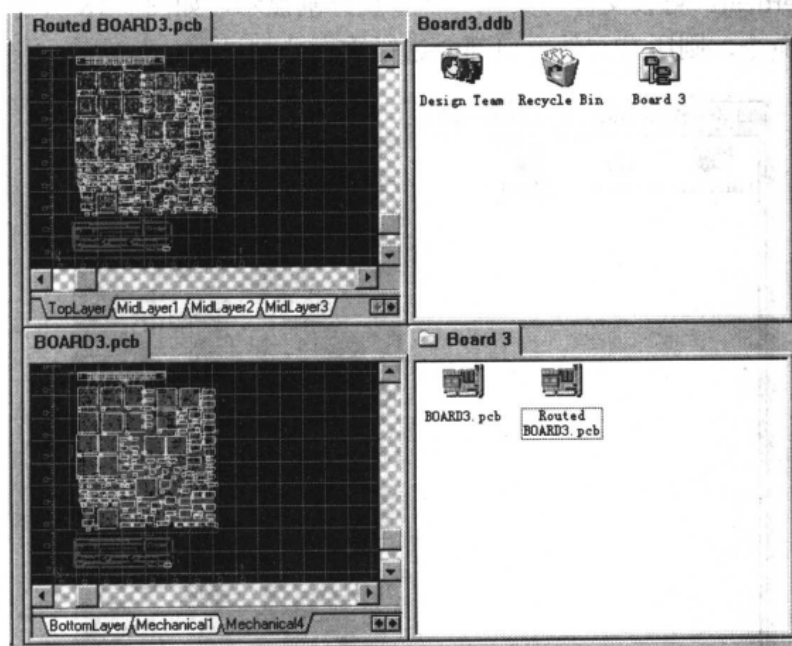 Routed BOARD3.pcb
Board3.ddb
Design Team
Recycle Bin
Board 3
TopLayer
MidLayer1
MidLayer2
MidLayer3
BOARD3.pcb
Board 3
BOARD3.pcb
Routed
BOARD3.pcb
BottomLayer
Mechanical1
Mechanical4